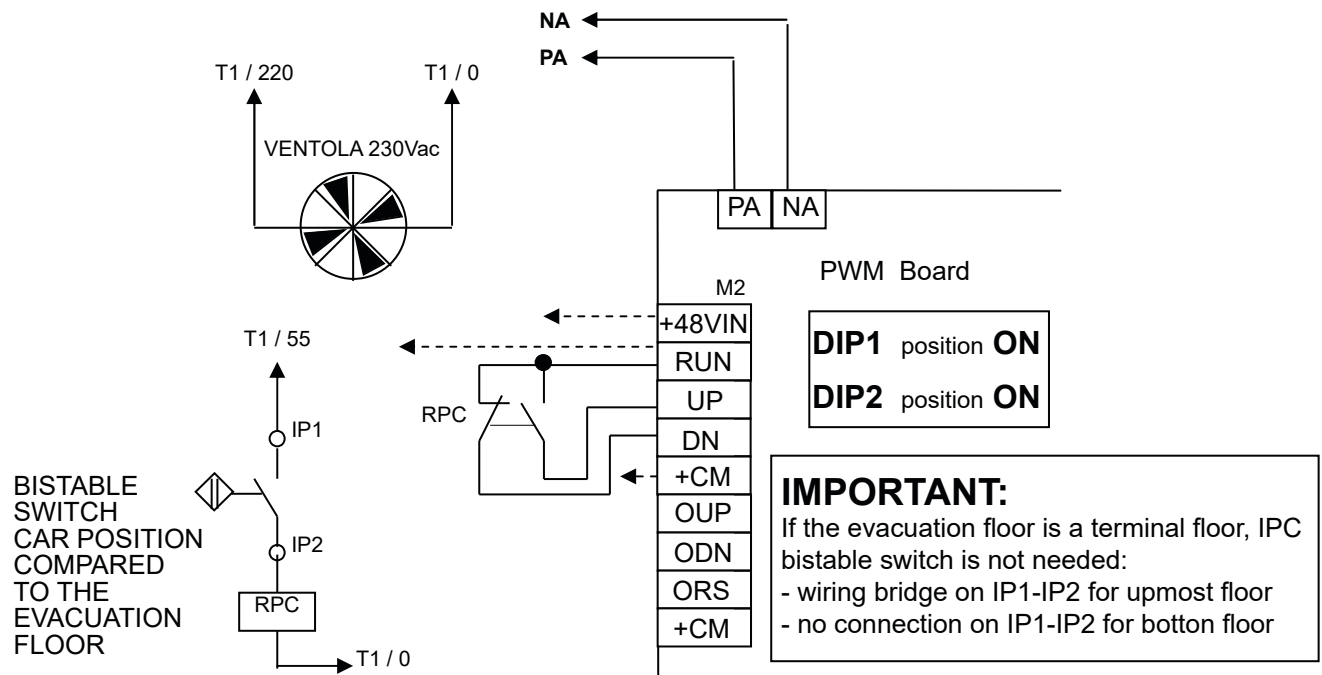 NA
PA
T1 / 220
T1 / 0
VENTOLA 230Vac
PA NA
PWM Board
M2
+48VIN
RUN
UP
DN
+CM
OUP
ODN
ORS
+CM
DIP1 position ON
DIP2 position ON
T1 / 55
IP1
RPC
BISTABLE
SWITCH
CAR POSITION
COMPARED
TO THE
EVACUATION
FLOOR
IP2
RPC
T1 / 0
IMPORTANT:
If the evacuation floor is a terminal floor, IPC
bistable switch is not needed:
- wiring bridge on IP1-IP2 for upmost floor
- no connection on IP1-IP2 for botton floor